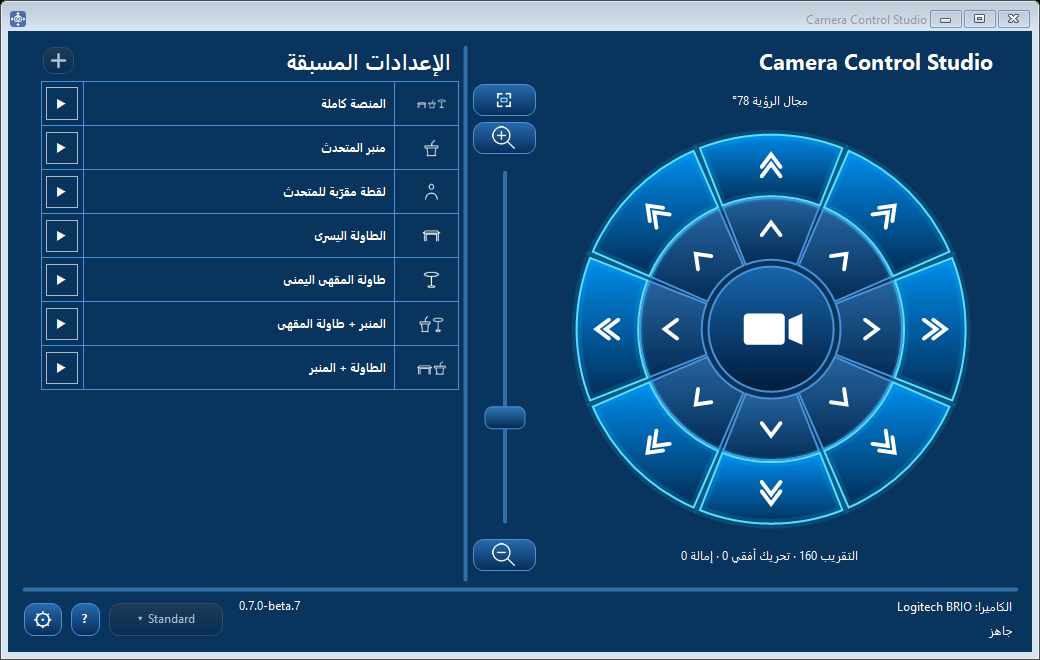 Camera Control Studio
Camera Control Studio
مجال الرؤية 78°
الإعدادات المسبقة
المنصة كاملة
منبر المتحدث
لقطة مقرّبة للمتحدث
الطاولة اليسرى
طاولة المقهى اليمنى
المنبر + طاولة المقهى
الطاولة + المنبر
التقريب 160 · تحريك أفقي 0 · إمالة 0
الكاميرا: Logitech BRIO
جاهز
0.7.0-beta.7
Standard
?